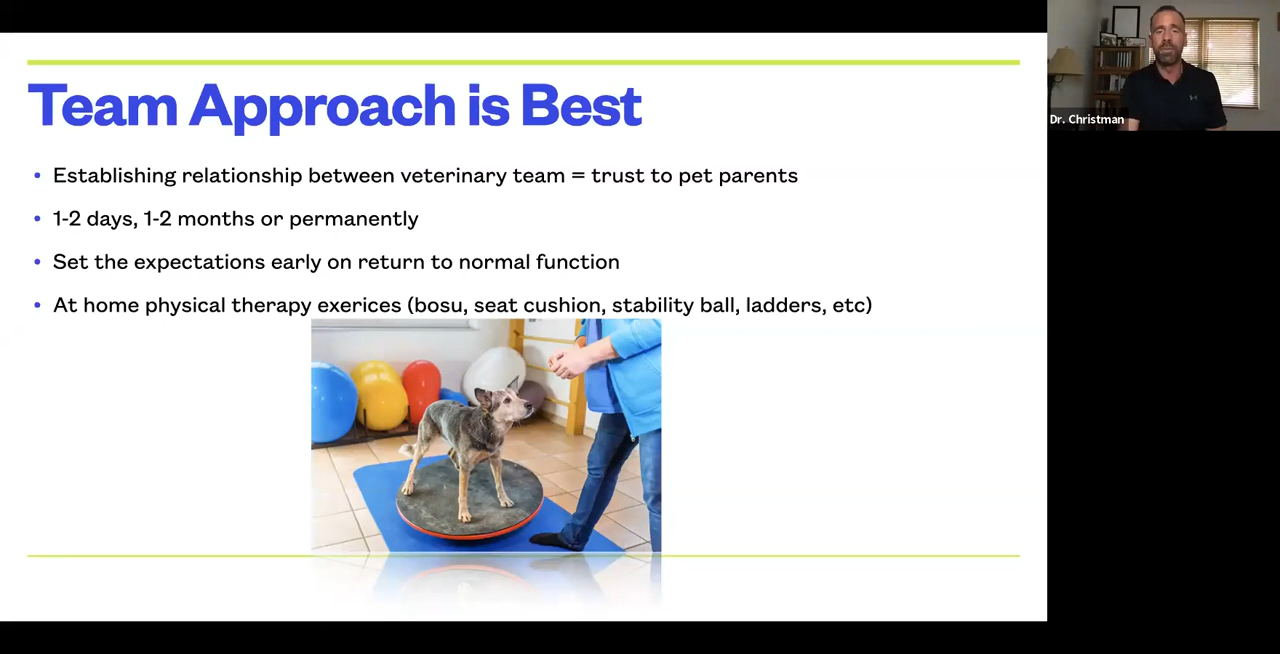 Team Approach is Best
• Establishing relationship between veterinary team = trust to pet parents
• 1-2 days, 1-2 months or permanently
• Set the expectations early on return to normal function
• At home physical therapy exerices (bosu, seat cushion, stability ball, ladders, etc)
Dr. Christman